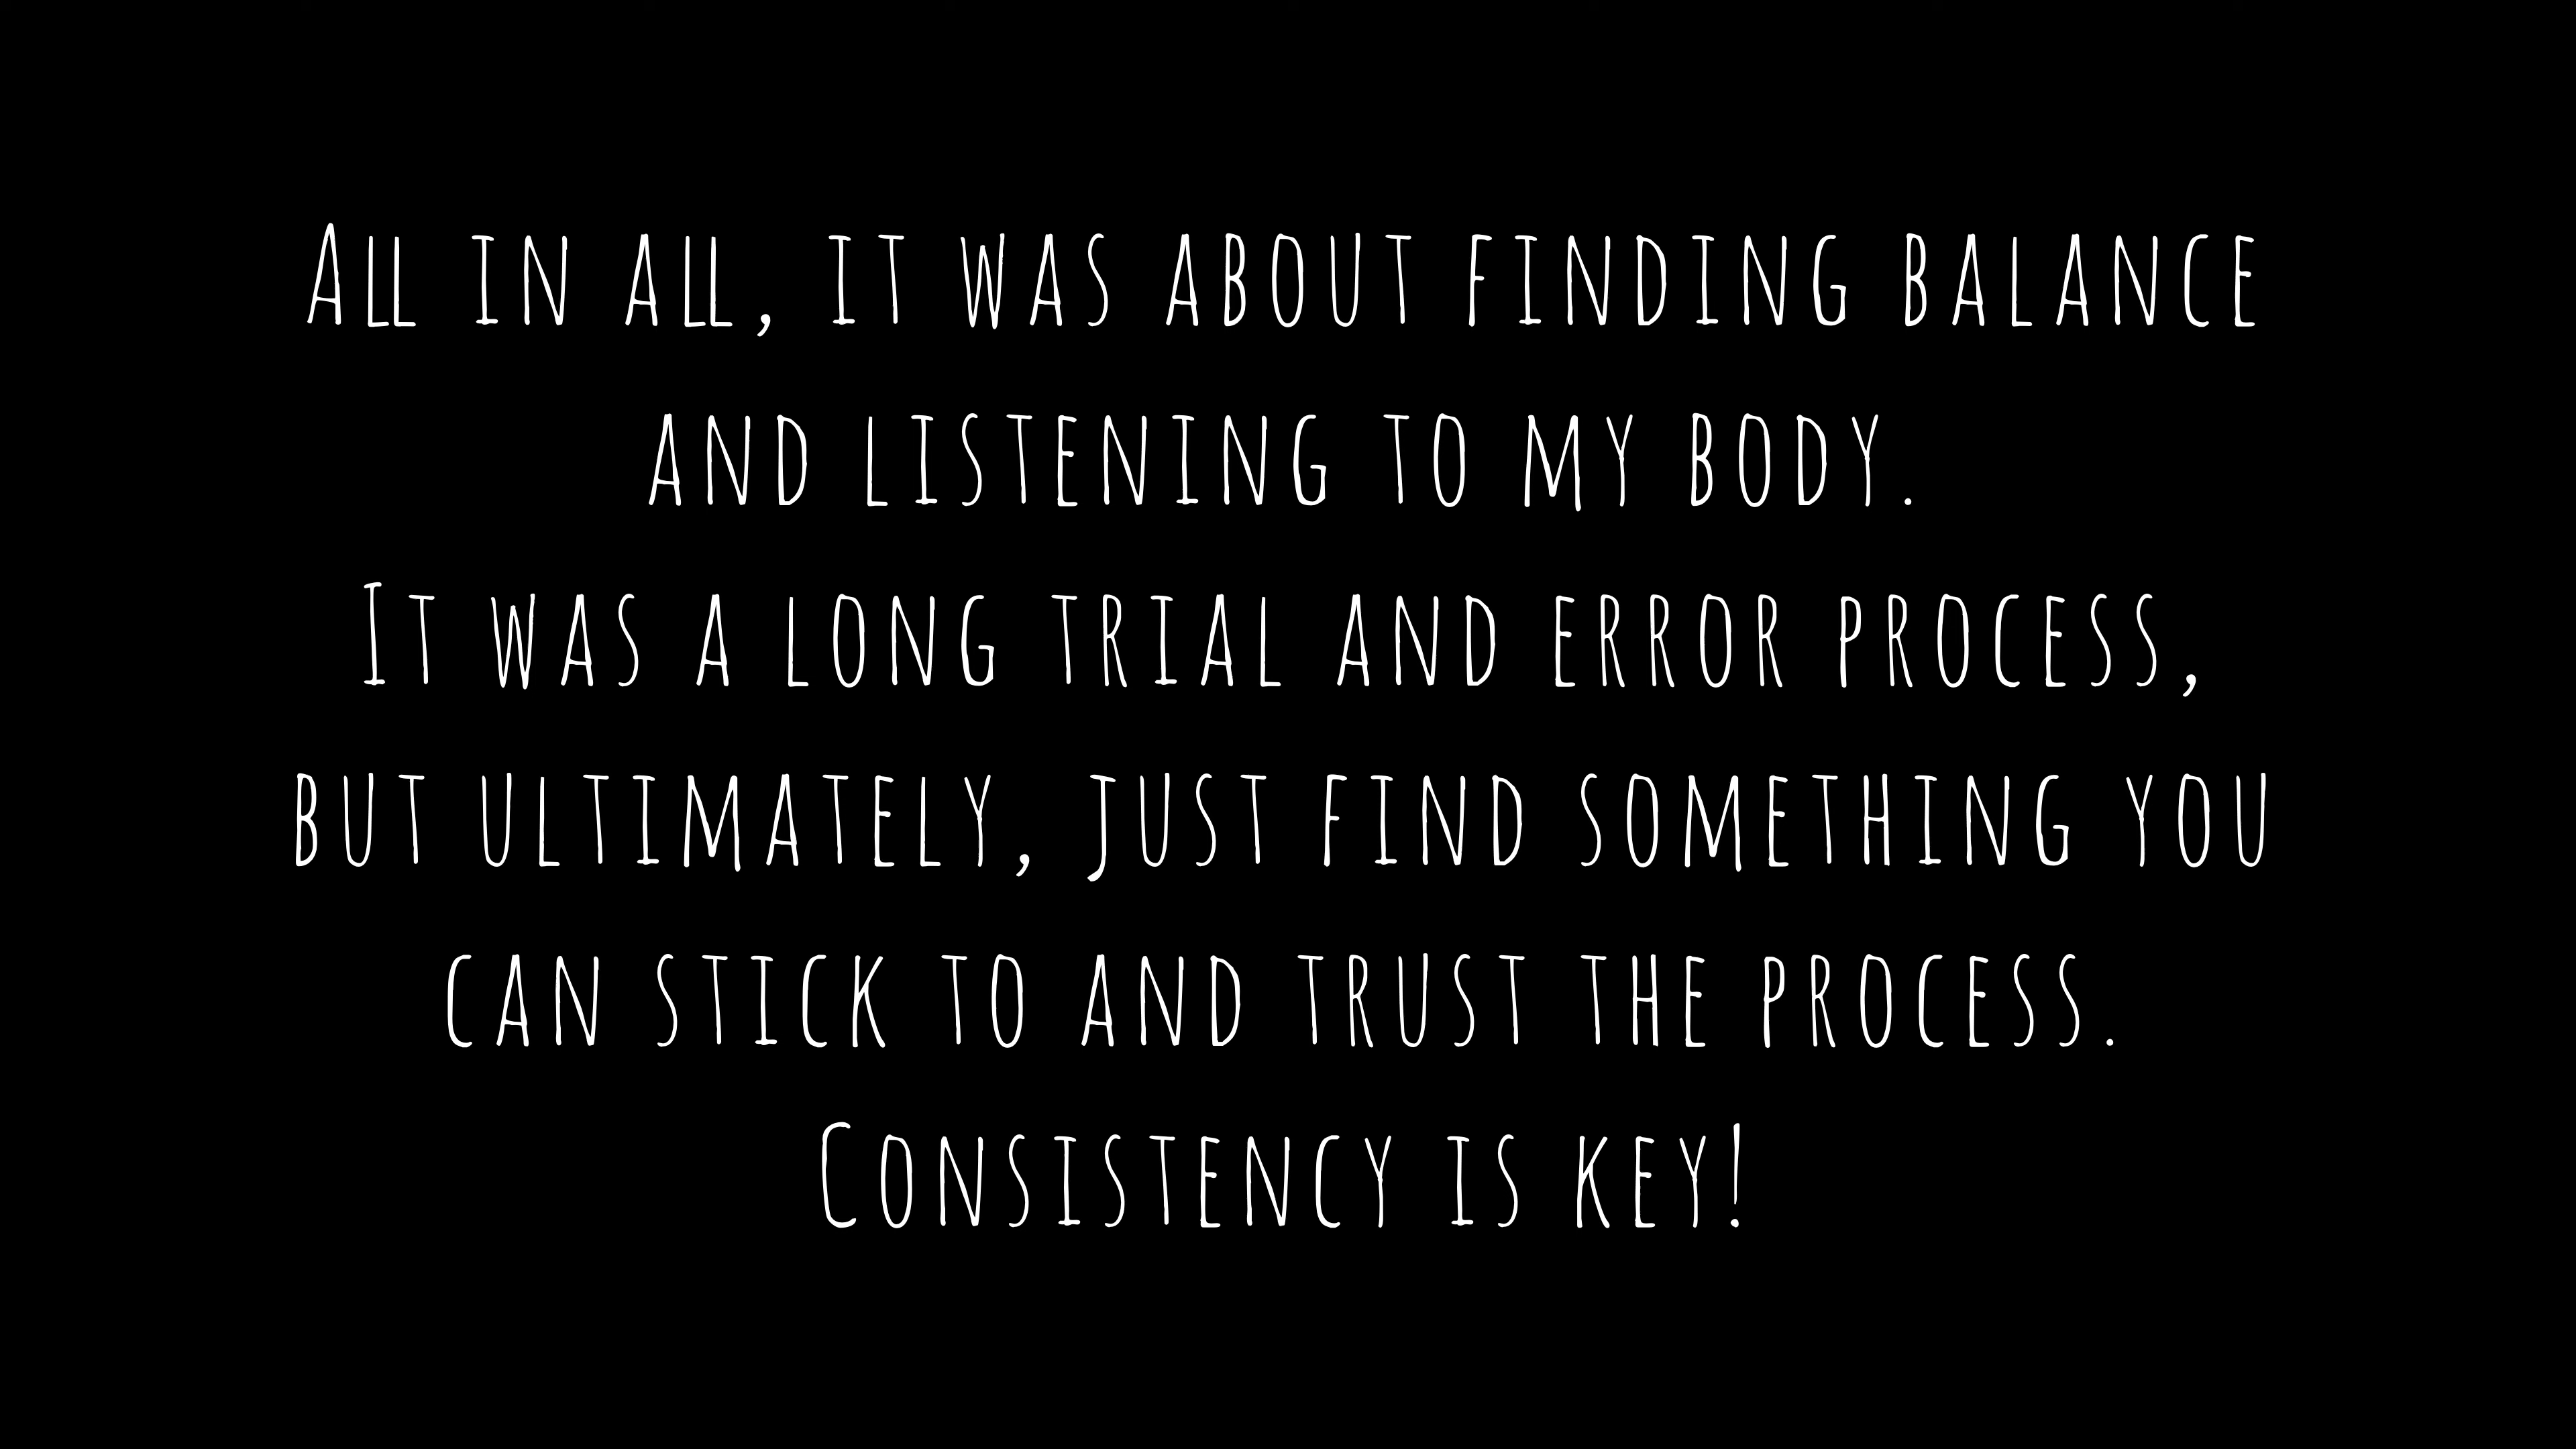 All in all, it was about finding balance
and listening to my body.
It was a long trial and error process,
but ultimately, just find something you
can stick to and trust the process.
Consistency is key!